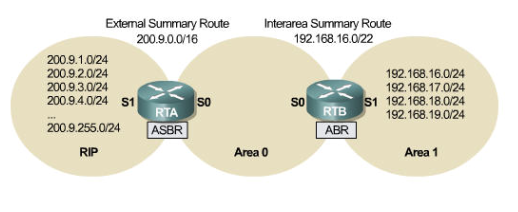 External Summary Route
200.9.0.0/16
Interarea Summary Route
192.168.16.0/22
200.9.1.0/24
200.9.2.0/24
200.9.3.0/24
200.9.4.0/24
...
200.9.255.0/24
S1
RTA
S0
ASBR
RIP
Area 0
S0
RTB
S1
ABR
192.168.16.0/24
192.168.17.0/24
192.168.18.0/24
192.168.19.0/24
Area 1